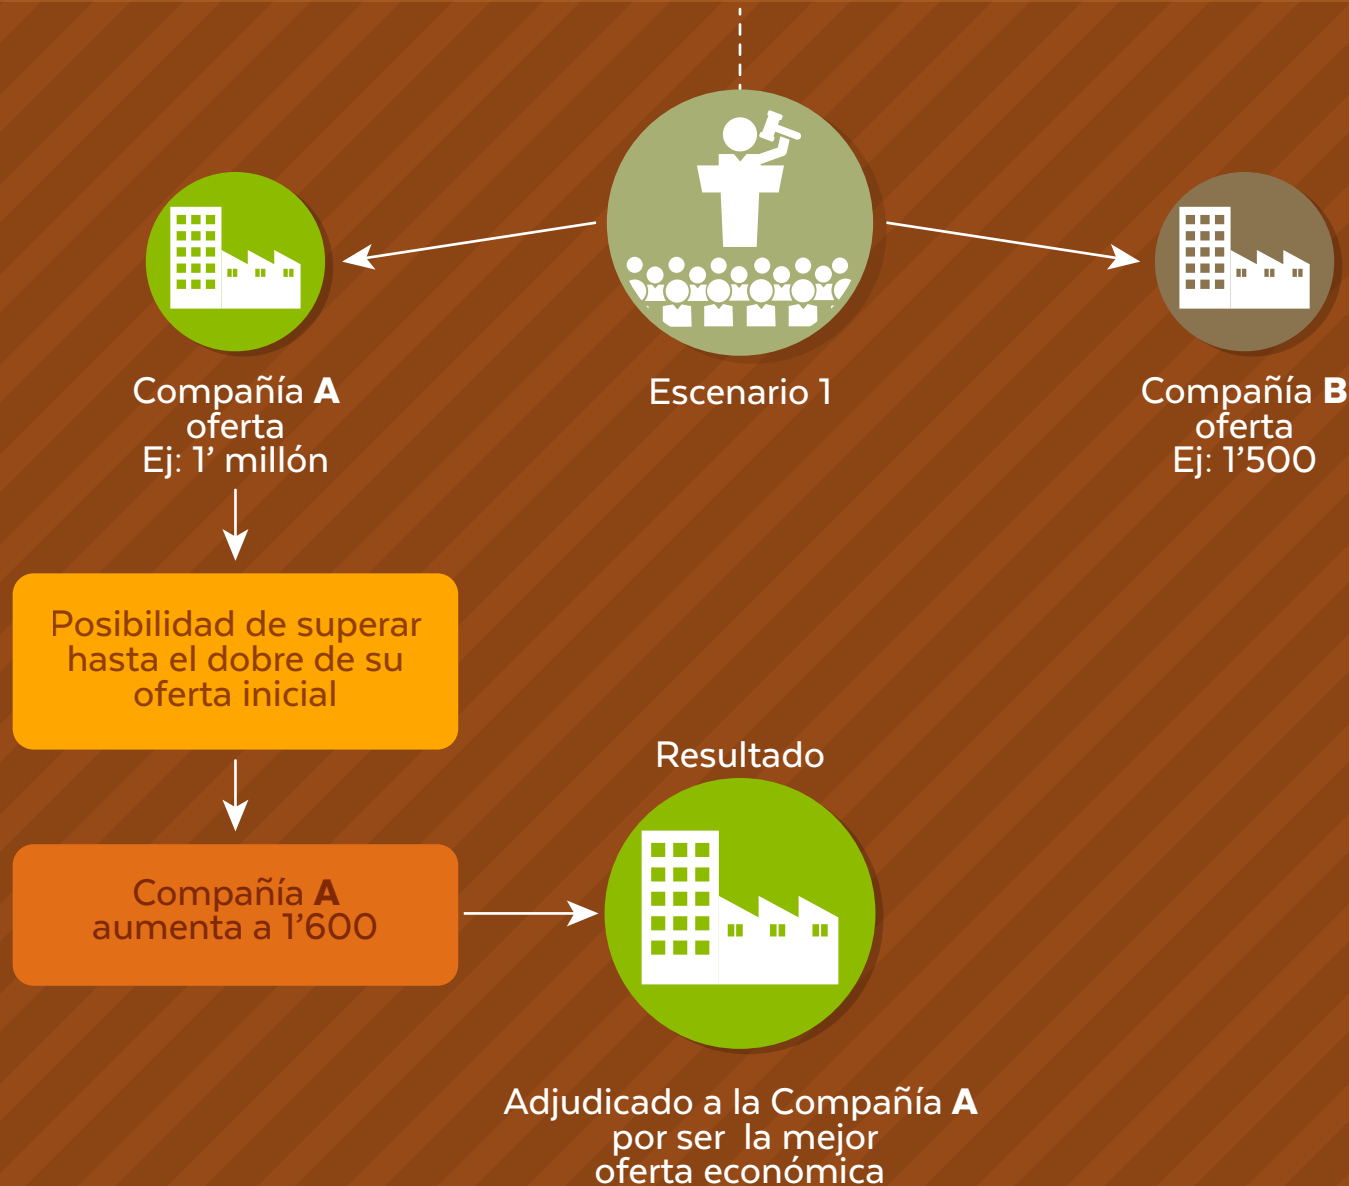 Compañía A
oferta
Ej: 1’ millón
Escenario 1
Compañía B
oferta
Ej: 1’500
Posibilidad de superar
hasta el dobre de su
oferta inicial
Compañía A
aumenta a 1’600
Resultado
Adjudicado a la Compañía A
por ser la mejor
oferta económica